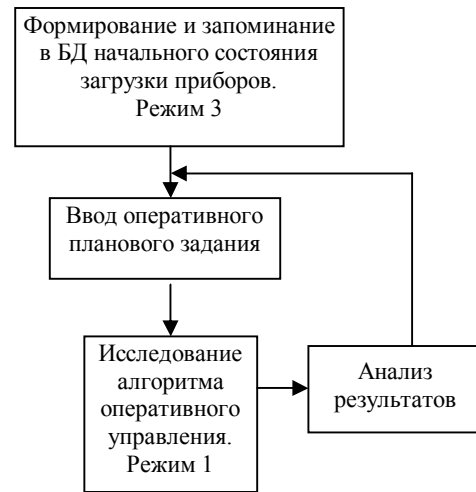 Формирование и запоминание
в БД начального состояния
загрузки приборов.
Режим 3
Ввод оперативного
планового задания
Исследование
алгоритма
оперативного
управления.
Режим 1
Анализ
результатов